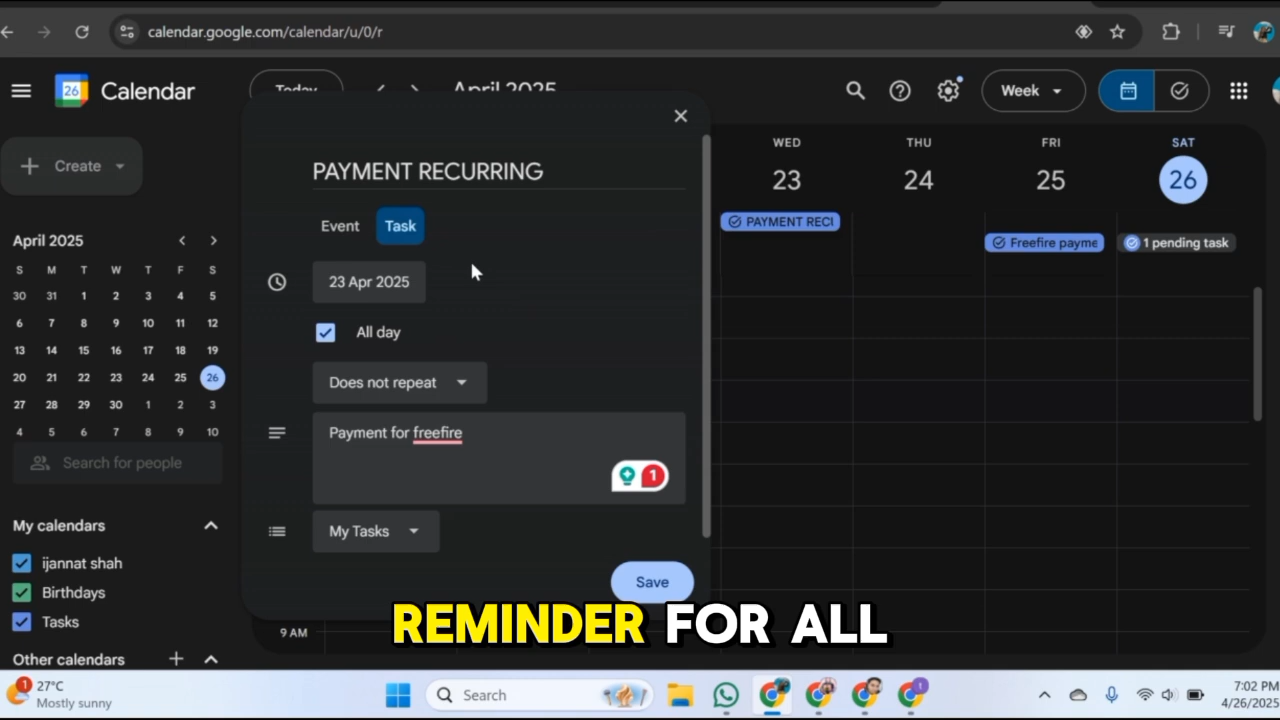 calendar.google.com/calendar/u/0/r
26 Calendar
Today
April 2025
Week
Create
PAYMENT RECURRING
Event Task
23 Apr 2025
All day
Does not repeat
Payment for freefire
1
My Tasks
Save
April 2025
S M T W T F S
30 31 1 2 3 4 5
6 7 8 9 10 11 12
13 14 15 16 17 18 19
20 21 22 23 24 25 26
27 28 29 30 1 2 3
4 5 6 7 8 9 10
Search for people
My calendars
ijannat shah
Birthdays
Tasks
Other calendars
WED THU FRI SAT
23 24 25 26
PAYMENT RECU
Freefire payme
1 pending task
9 AM
REMINDER FOR ALL
1
27°C
Mostly sunny
Search
7:02 PM
4/26/2025